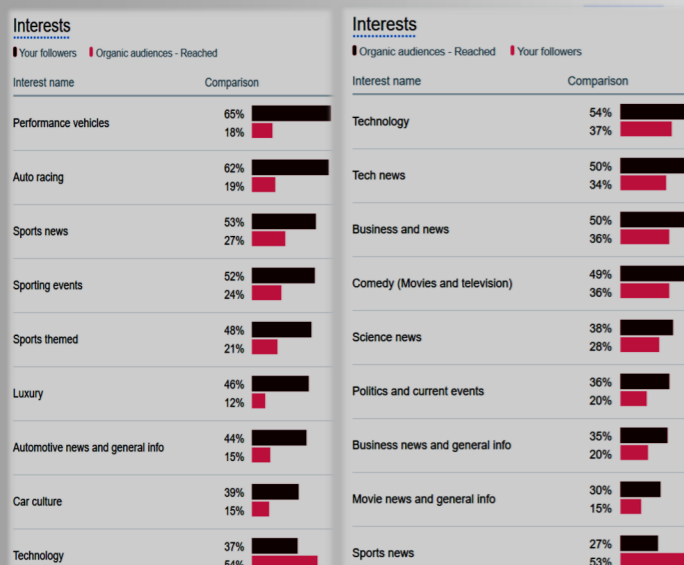 Interests
Your followers Organic audiences - Reached
Interest name Comparison
Performance vehicles 65% 18%
Auto racing 62% 19%
Sports news 53% 27%
Sporting events 52% 24%
Sports themed 48% 21%
Luxury 46% 12%
Automotive news and general info 44% 15%
Car culture 39% 15%
Technology 37% 54%
Interests
Organic audiences - Reached Your followers
Interest name Comparison
Technology 54% 37%
Tech news 50% 34%
Business and news 50% 36%
Comedy (Movies and television) 49% 36%
Science news 38% 28%
Politics and current events 36% 20%
Business news and general info 35% 20%
Movie news and general info 30% 15%
Sports news 27% 53%